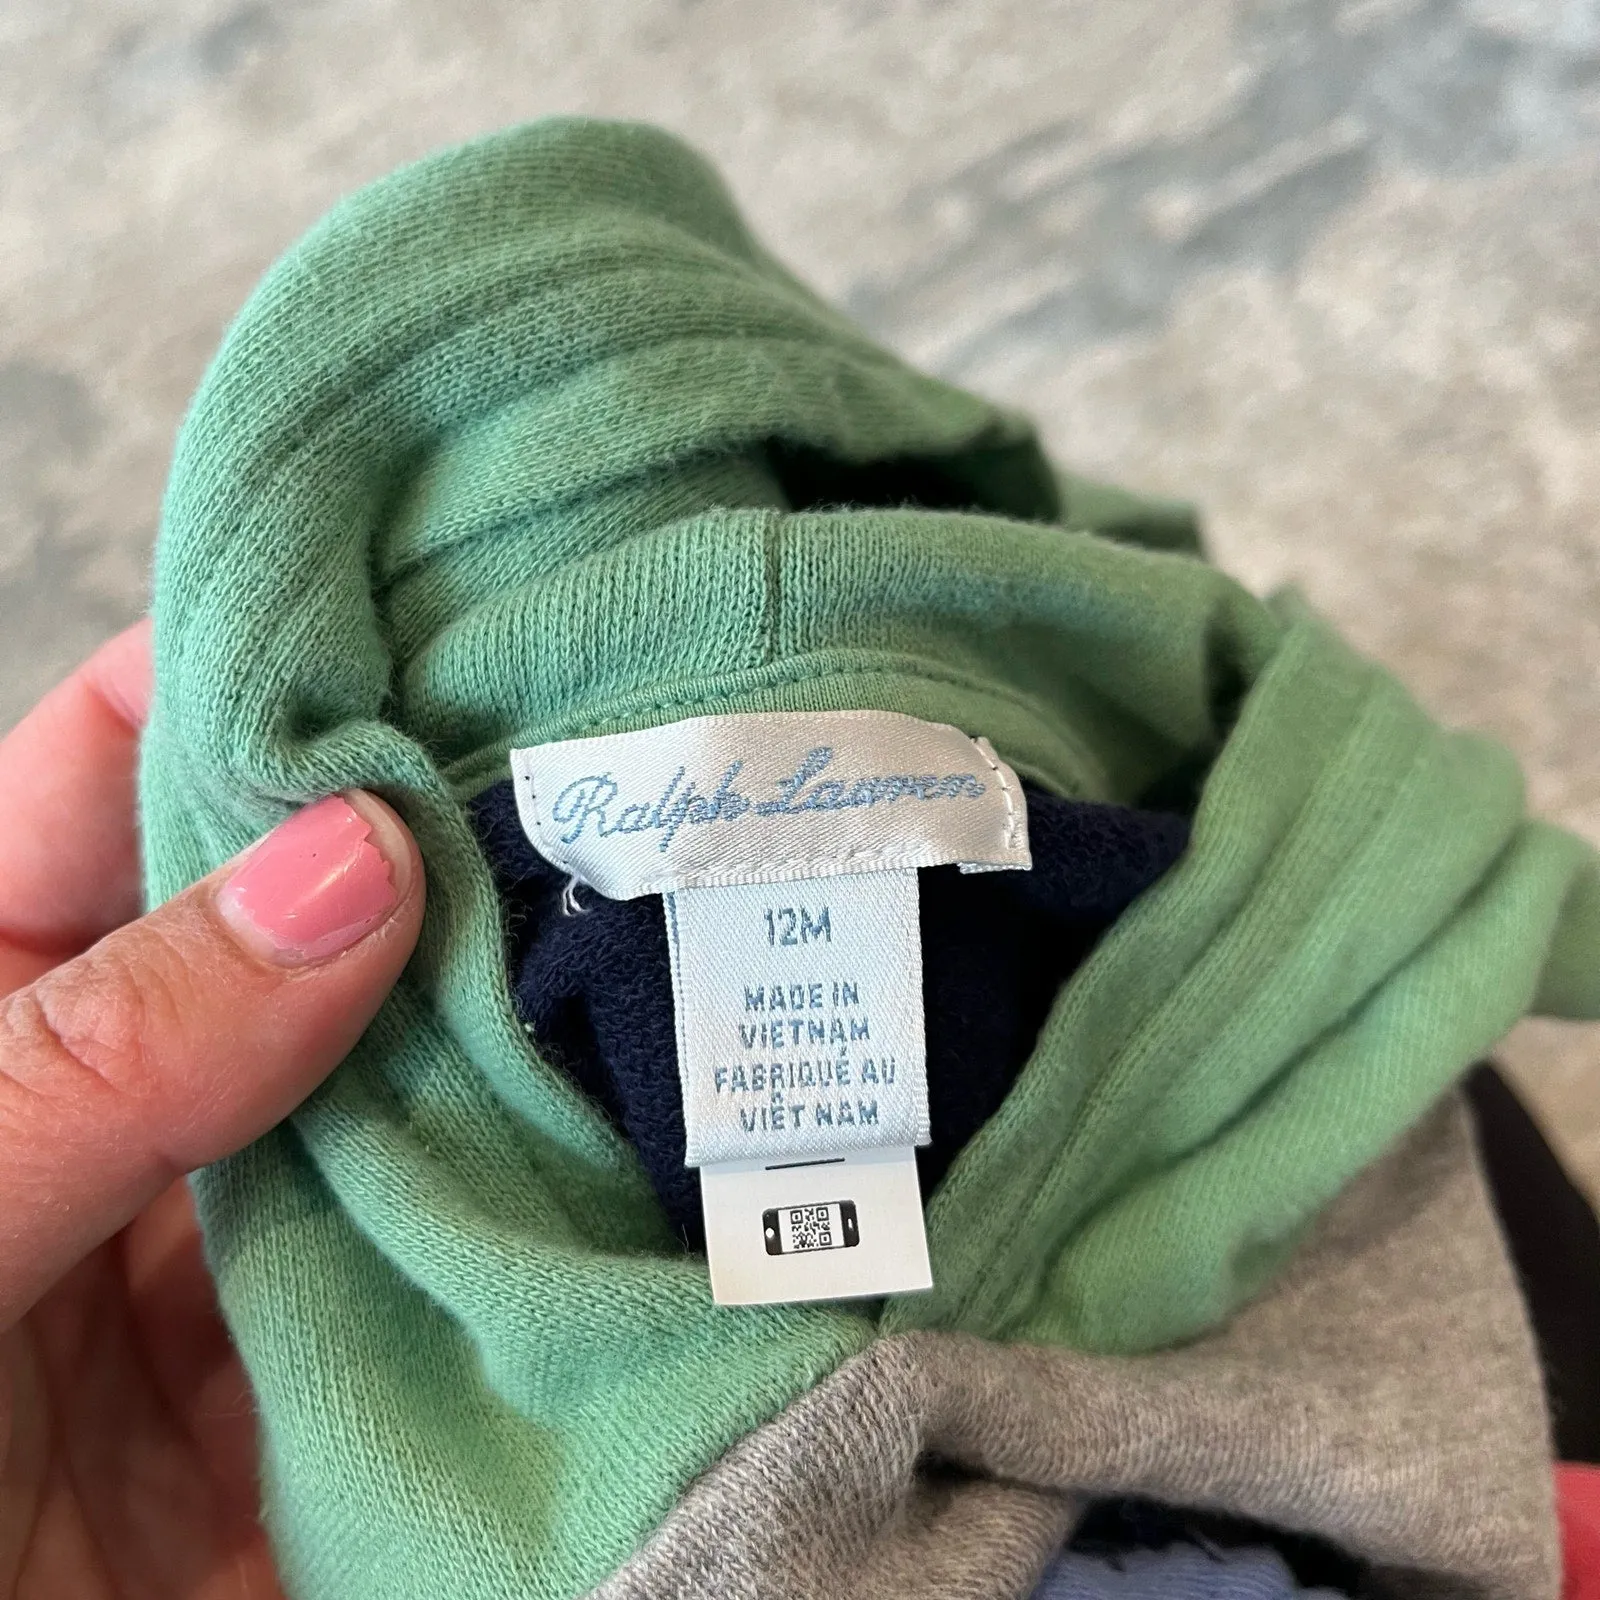 Ralph Lauren
12M
MADE IN
VIETNAM
FABRIQUÉ AU
VIÊT NAM